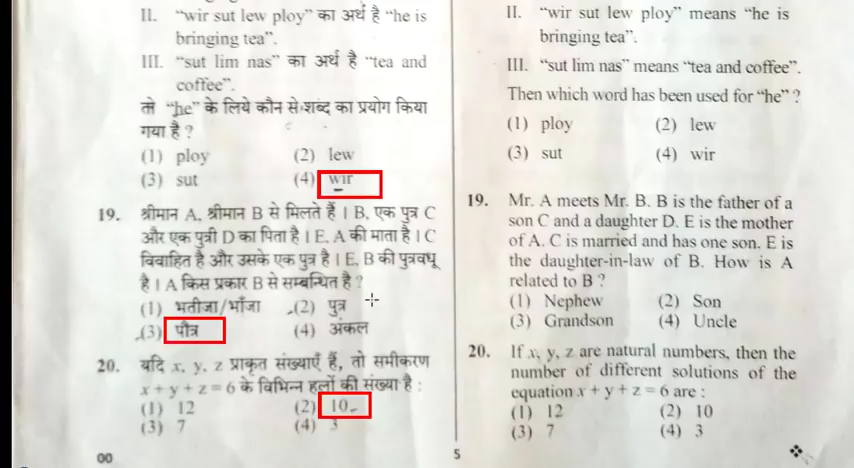 II. “wir sut lew ploy” का अर्थ है “he is
bringing tea”.
III. “sut lim nas” का अर्थ है “tea and
coffee”.
तो “he” के लिये कौन से शब्द का प्रयोग किया
गया है ?
(1) ploy (2) lew
(3) sut (4) wir
19. श्रीमान A, श्रीमान B से मिलते हैं । B, एक पुत्र C
और एक पुत्री D का पिता है । E, A की माता है । C
विवाहित है और उसके एक पुत्र है । E, B की पुत्रवधू
है । A किस प्रकार B से सम्बन्धित है ?
(1) भतीजा/भाँजा (2) पुत्र
(3) पौत्र (4) अंकल
20. यदि x, y, z प्राकृत संख्याएँ हैं, तो समीकरण
x + y + z = 6 के विभिन्न हलों की संख्या है :
(1) 12 (2) 10
(3) 7 (4) 3
00
II. “wir sut lew ploy” means “he is
bringing tea”.
III. “sut lim nas” means “tea and coffee”.
Then which word has been used for “he” ?
(1) ploy (2) lew
(3) sut (4) wir
19. Mr. A meets Mr. B. B is the father of a
son C and a daughter D. E is the mother
of A. C is married and has one son. E is
the daughter-in-law of B. How is A
related to B ?
(1) Nephew (2) Son
(3) Grandson (4) Uncle
20. If x, y, z are natural numbers, then the
number of different solutions of the
equation x + y + z = 6 are :
(1) 12 (2) 10
(3) 7 (4) 3
5